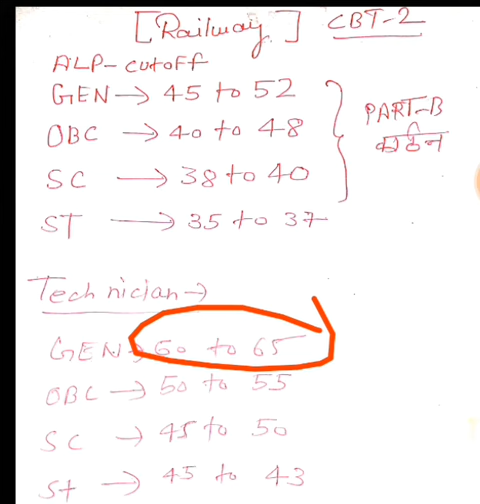 [Railway] CBT-2
ALP-cutoff
GEN → 45 to 52
OBC → 40 to 48
SC → 38 to 40
ST → 35 to 37
PART-B
कठिन
Technician →
GEN → 60 to 65
OBC → 50 to 55
SC → 45 to 50
St → 45 to 43